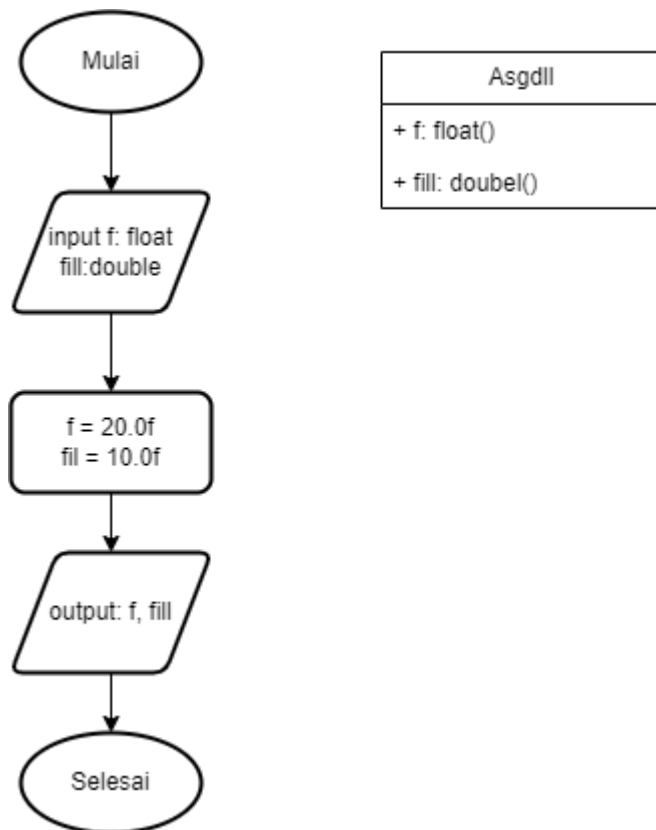 Mulai
input f: float
fill:double
f = 20.0f
fil = 10.0f
output: f, fill
Selesai
Asgdll
+ f: float()
+ fill: doubel()